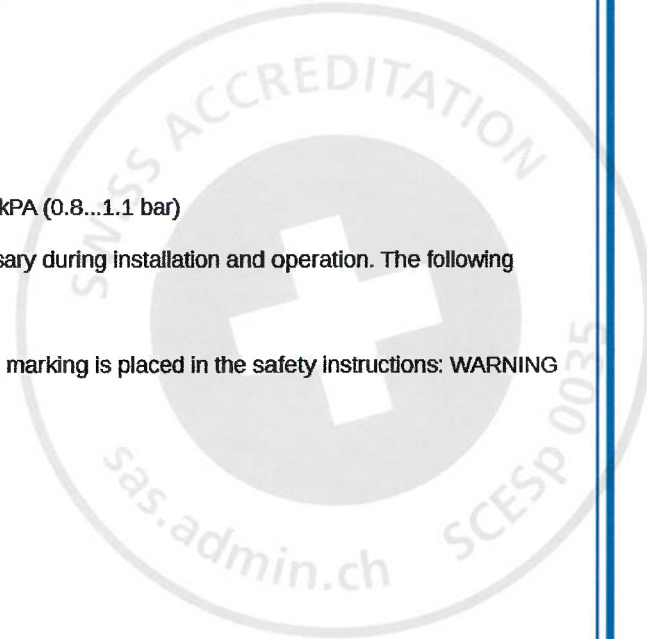 SWISS ACCREDITATION
kPA (0.8...1.1 bar)
sary during installation and operation. The following
marking is placed in the safety instructions: WARNING
sas.admin.ch
SCESp 0035